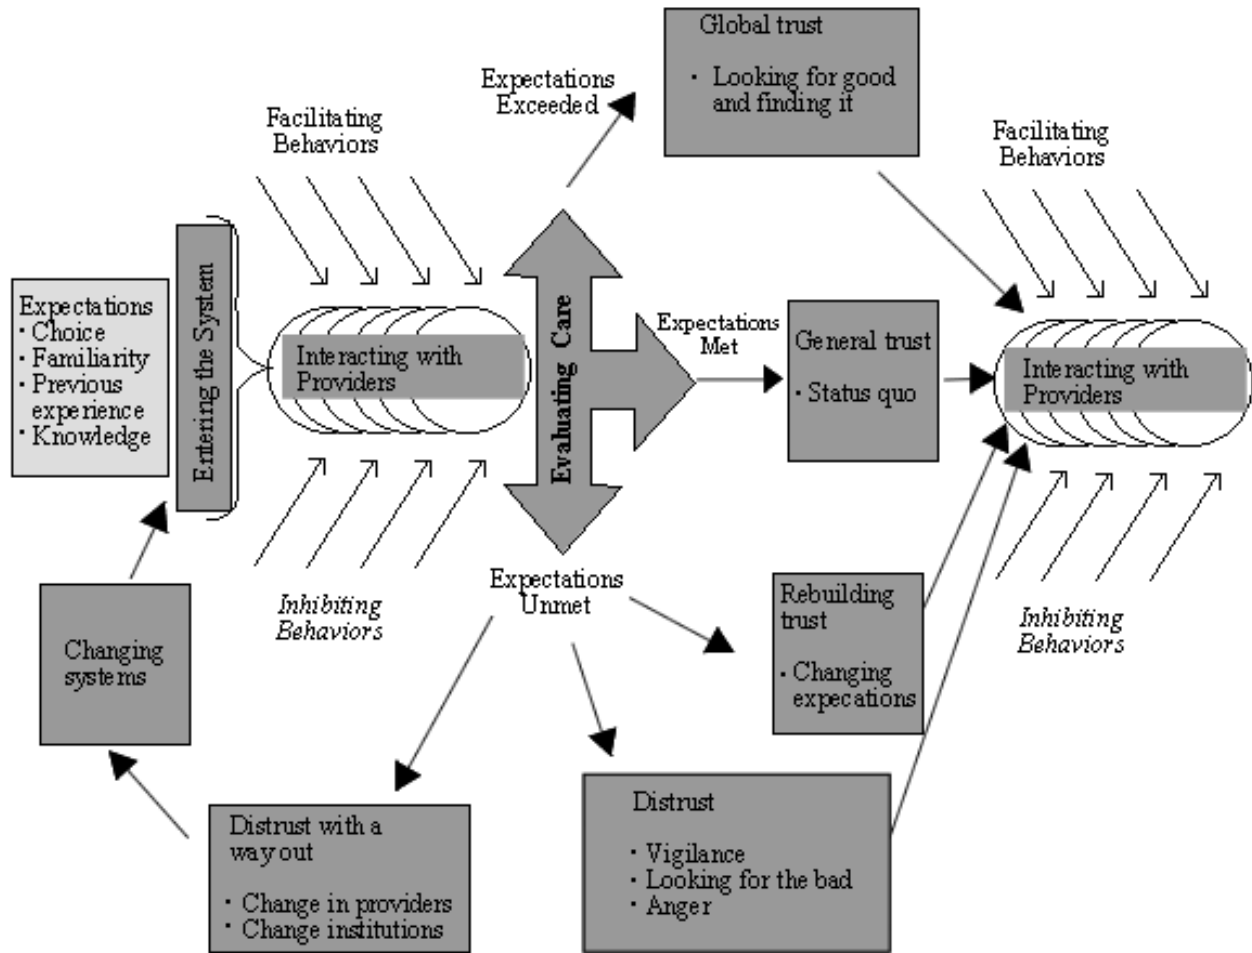 Global trust
· Looking for good
and finding it
Expectations
Exceeded
Facilitating
Behaviors
Facilitating
Behaviors
Expectations
· Choice
· Familiarity
· Previous
experience
· Knowledge
Entering the System
Interacting with
Providers
Evaluating Care
Expectations
Met
General trust
· Status quo
Interacting with
Providers
Expectations
Unmet
Inhibiting
Behaviors
Rebuilding
trust
· Changing
expecations
Inhibiting
Behaviors
Changing
systems
Distrust with a
way out
· Change in providers
· Change institutions
Distrust
· Vigilance
· Looking for the bad
· Anger